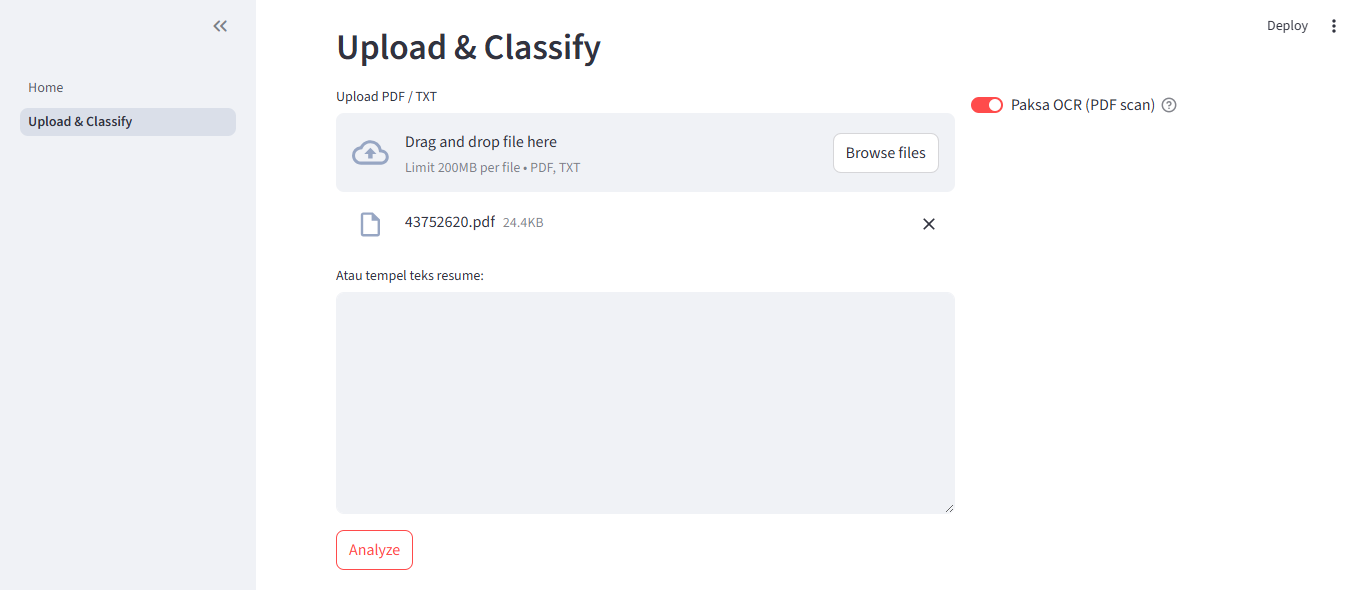 Home
Upload & Classify
Deploy
Upload & Classify
Upload PDF / TXT
Drag and drop file here
Limit 200MB per file • PDF, TXT
Browse files
43752620.pdf 24.4KB
Paksa OCR (PDF scan)
Atau tempel teks resume:
Analyze